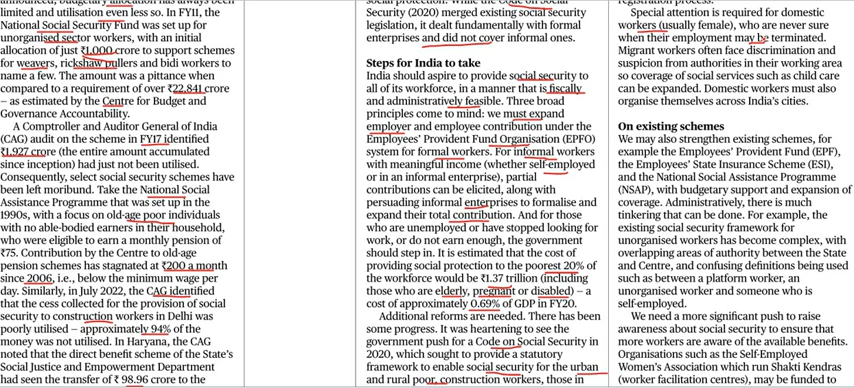 announced, budgetary allocation has always been
limited and utilisation even less so. In FY11, the
National Social Security Fund was set up for
unorganised sector workers, with an initial
allocation of just ₹1,000 crore to support schemes
for weavers, rickshaw pullers and bidi workers to
name a few. The amount was a pittance when
compared to a requirement of over ₹22,841 crore
– as estimated by the Centre for Budget and
Governance Accountability.
A Comptroller and Auditor General of India
(CAG) audit on the scheme in FY17 identified
₹1,927 crore (the entire amount accumulated
since inception) had just not been utilised.
Consequently, select social security schemes have
been left moribund. Take the National Social
Assistance Programme that was set up in the
1990s, with a focus on old-age poor individuals
with no able-bodied earners in their household,
who were eligible to earn a monthly pension of
₹75. Contribution by the Centre to old-age
pension schemes has stagnated at ₹200 a month
since 2006, i.e., below the minimum wage per
day. Similarly, in July 2022, the CAG identified
that the cess collected for the provision of social
security to construction workers in Delhi was
poorly utilised – approximately 94% of the
money was not utilised. In Haryana, the CAG
noted that the direct benefit scheme of the State's
Social Justice and Empowerment Department
had seen the transfer of ₹ 98.96 crore to the
social protection. While the Code on Social
Security (2020) merged existing social security
legislation, it dealt fundamentally with formal
enterprises and did not cover informal ones.
Steps for India to take
India should aspire to provide social security to
all of its workforce, in a manner that is fiscally
and administratively feasible. Three broad
principles come to mind: we must expand
employer and employee contribution under the
Employees' Provident Fund Organisation (EPFO)
system for formal workers. For informal workers
with meaningful income (whether self-employed
or in an informal enterprise), partial
contributions can be elicited, along with
persuading informal enterprises to formalise and
expand their total contribution. And for those
who are unemployed or have stopped looking for
work, or do not earn enough, the government
should step in. It is estimated that the cost of
providing social protection to the poorest 20% of
the workforce would be ₹1.37 trillion (including
those who are elderly, pregnant or disabled) – a
cost of approximately 0.69% of GDP in FY20.
Additional reforms are needed. There has been
some progress. It was heartening to see the
government push for a Code on Social Security in
2020, which sought to provide a statutory
framework to enable social security for the urban
and rural poor, construction workers, those in
registration process.
Special attention is required for domestic
workers (usually female), who are never sure
when their employment may be terminated.
Migrant workers often face discrimination and
suspicion from authorities in their working area
so coverage of social services such as child care
can be expanded. Domestic workers must also
organise themselves across India's cities.
On existing schemes
We may also strengthen existing schemes, for
example the Employees' Provident Fund (EPF),
the Employees' State Insurance Scheme (ESI),
and the National Social Assistance Programme
(NSAP), with budgetary support and expansion of
coverage. Administratively, there is much
tinkering that can be done. For example, the
existing social security framework for
unorganised workers has become complex, with
overlapping areas of authority between the State
and Centre, and confusing definitions being used
such as between a platform worker, an
unorganised worker and someone who is
self-employed.
We need a more significant push to raise
awareness about social security to ensure that
more workers are aware of the available benefits.
Organisations such as the Self-Employed
Women's Association which run Shakti Kendras
(worker facilitation centres), may be funded to